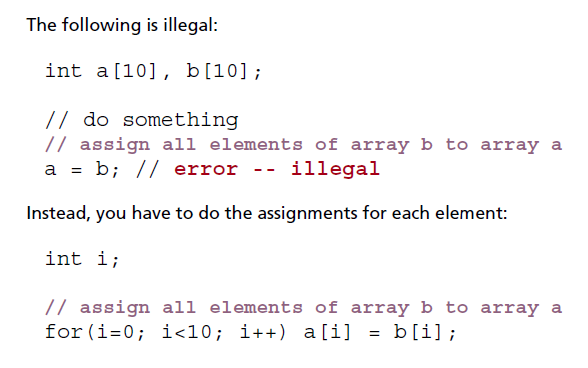 The following is illegal:
int a[10], b[10];
// do something
// assign all elements of array b to array a
a = b; // error -- illegal
Instead, you have to do the assignments for each element:
int i;
// assign all elements of array b to array a
for(i=0; i<10; i++) a[i] = b[i];